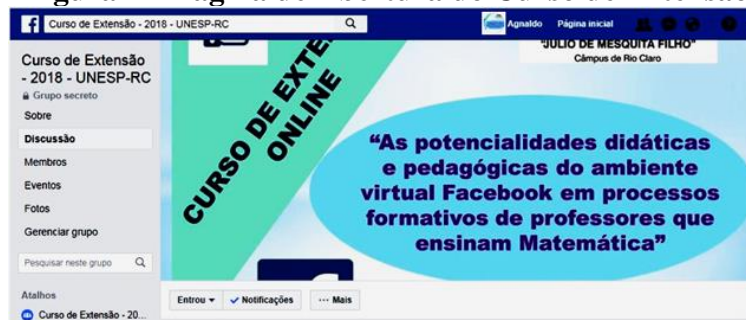 Curso de Extensão - 2018 - UNESP-RC
Agnaldo Página inicial
Curso de Extensão
- 2018 - UNESP-RC
Grupo secreto
Sobre
Discussão
Membros
Eventos
Fotos
Gerenciar grupo
Pesquisar neste grupo
Atalhos
Curso de Extensão - 20...
"JÚLIO DE MESQUITA FILHO"
Câmpus de Rio Claro
CURSO DE EXTENSÃO
ONLINE
“As potencialidades didáticas
e pedagógicas do ambiente
virtual Facebook em processos
formativos de professores que
ensinam Matemática”
Entrou Notificações ... Mais